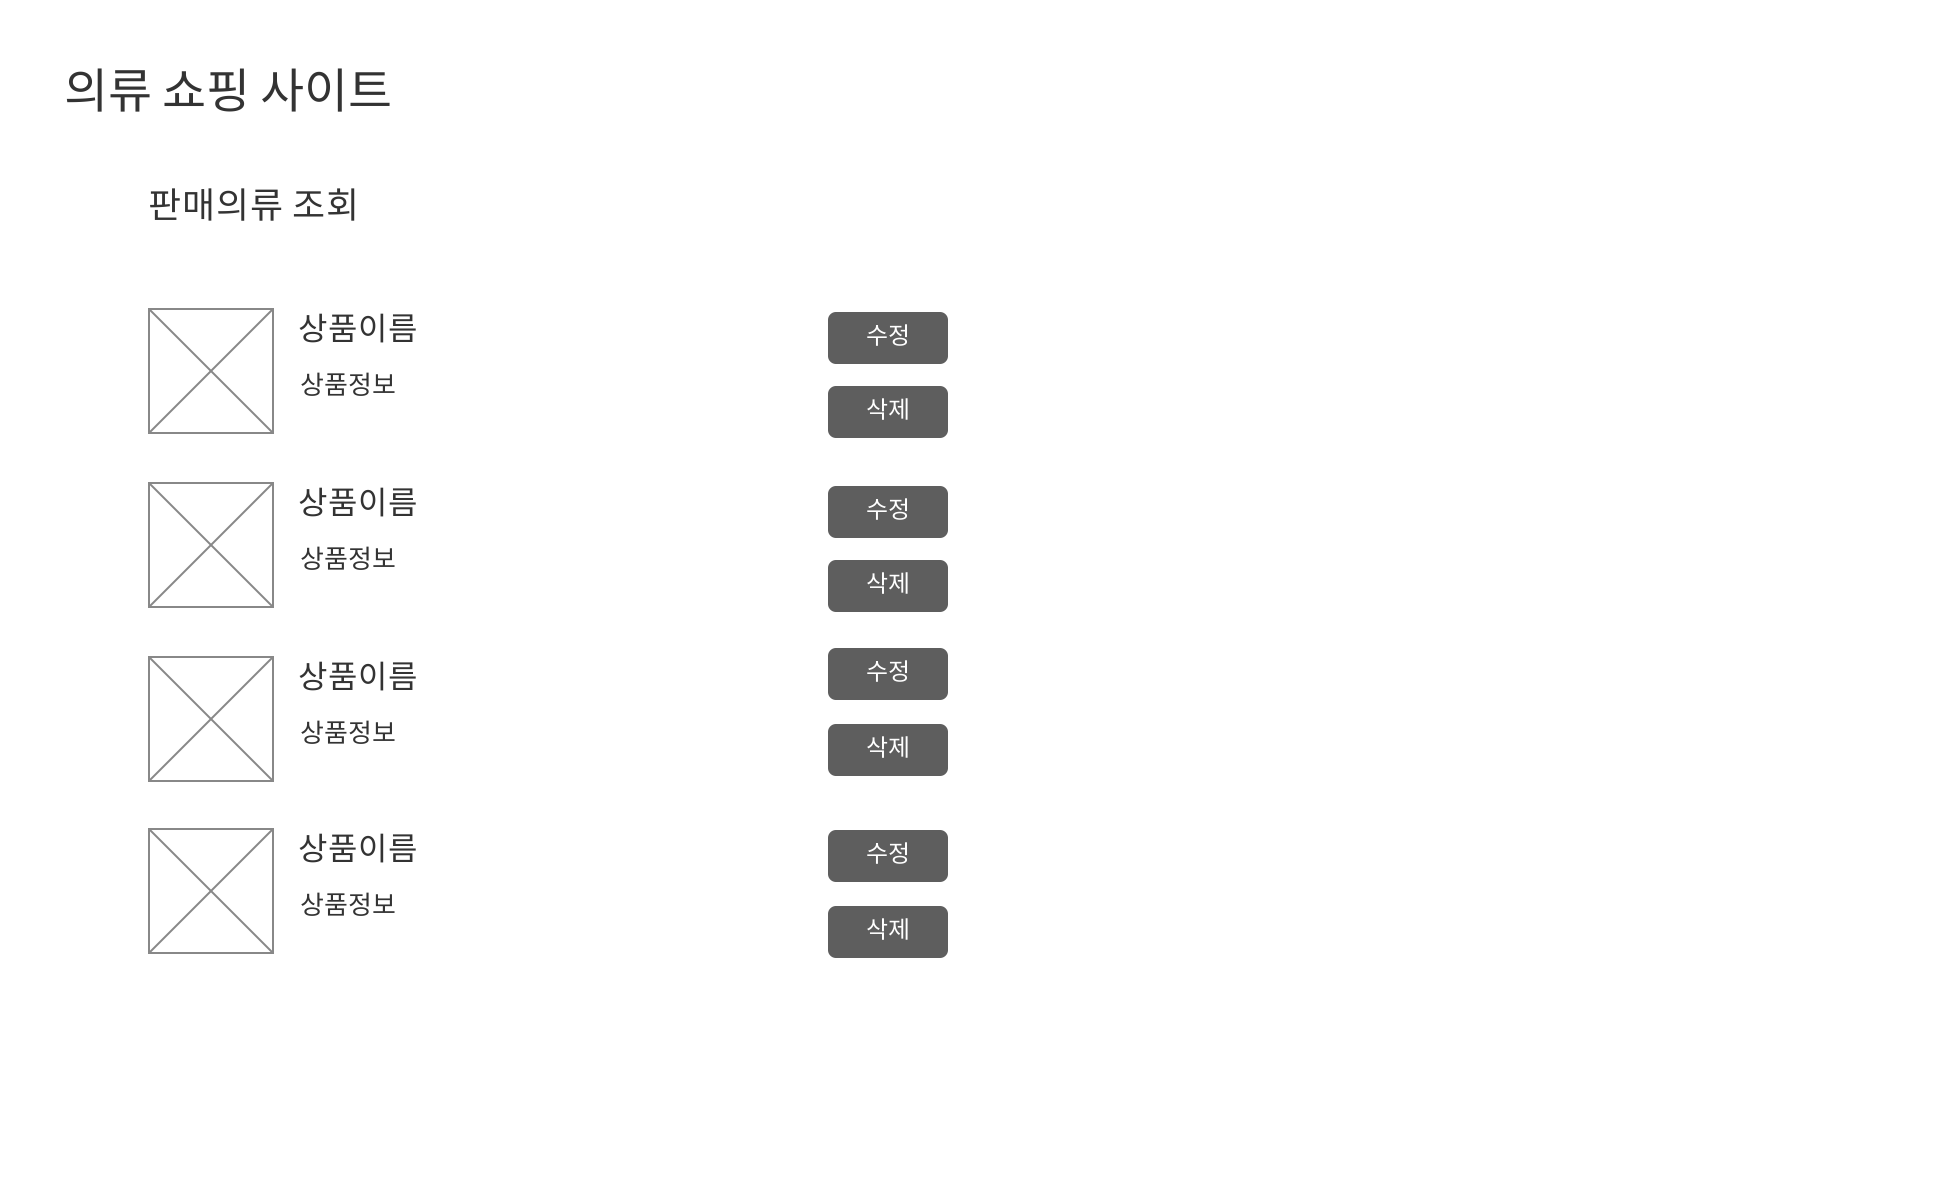 의류 쇼핑 사이트
판매의류 조회
상품이름
상품정보
수정
삭제
상품이름
상품정보
수정
삭제
상품이름
상품정보
수정
삭제
상품이름
상품정보
수정
삭제